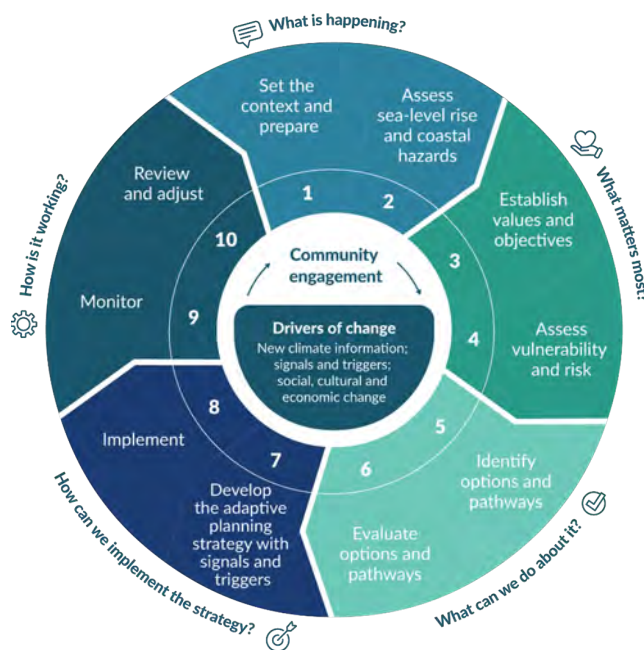 What is happening?
Set the
context and
prepare
1
Assess
sea-level rise
and coastal
hazards
2
What matters most?
Establish
values and
objectives
3
Assess
vulnerability
and risk
4
What can we do about it?
Identify
options and
pathways
5
Evaluate
options and
pathways
6
How can we implement the strategy?
Develop
the adaptive
planning
strategy with
signals and
triggers
7
Implement
8
How is it working?
Monitor
9
Review
and adjust
10
Community
engagement
Drivers of change
New climate information;
signals and triggers;
social, cultural and
economic change